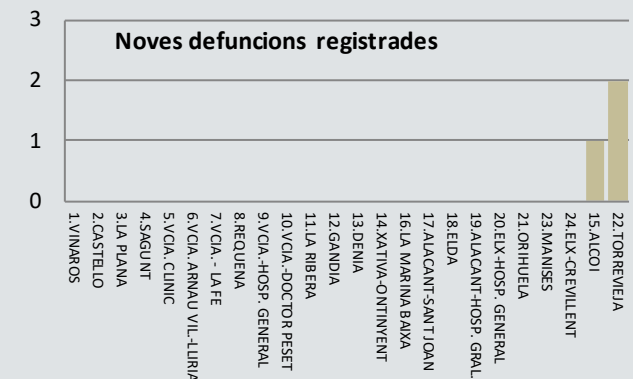 Noves defuncions registrades
3
2
1
0
1.VINAROS
2.CASTELLO
3.LA PLANA
4.SAGUNT
5.VCIA. CLINIC
6.VCIA. ARNAU VIL.-LLIRIA
7.VCIA. - LA FE
8.REQUENA
9.VCIA.-HOSP. GENERAL
10.VCIA.-DOCTOR PESET
11.LA RIBERA
12.GANDIA
13.DENIA
14.XATIVA-ONTINYENT
16.LA MARINA BAIXA
17.ALACANT-SANT JOAN
18.ELDA
19.ALACANT-HOSP. GRAL.
20.ELX-HOSP. GENERAL
21.ORIHUELA
23.MANISES
24.ELX-CREVILLENT
15.ALCOI
22.TORREVIEJA